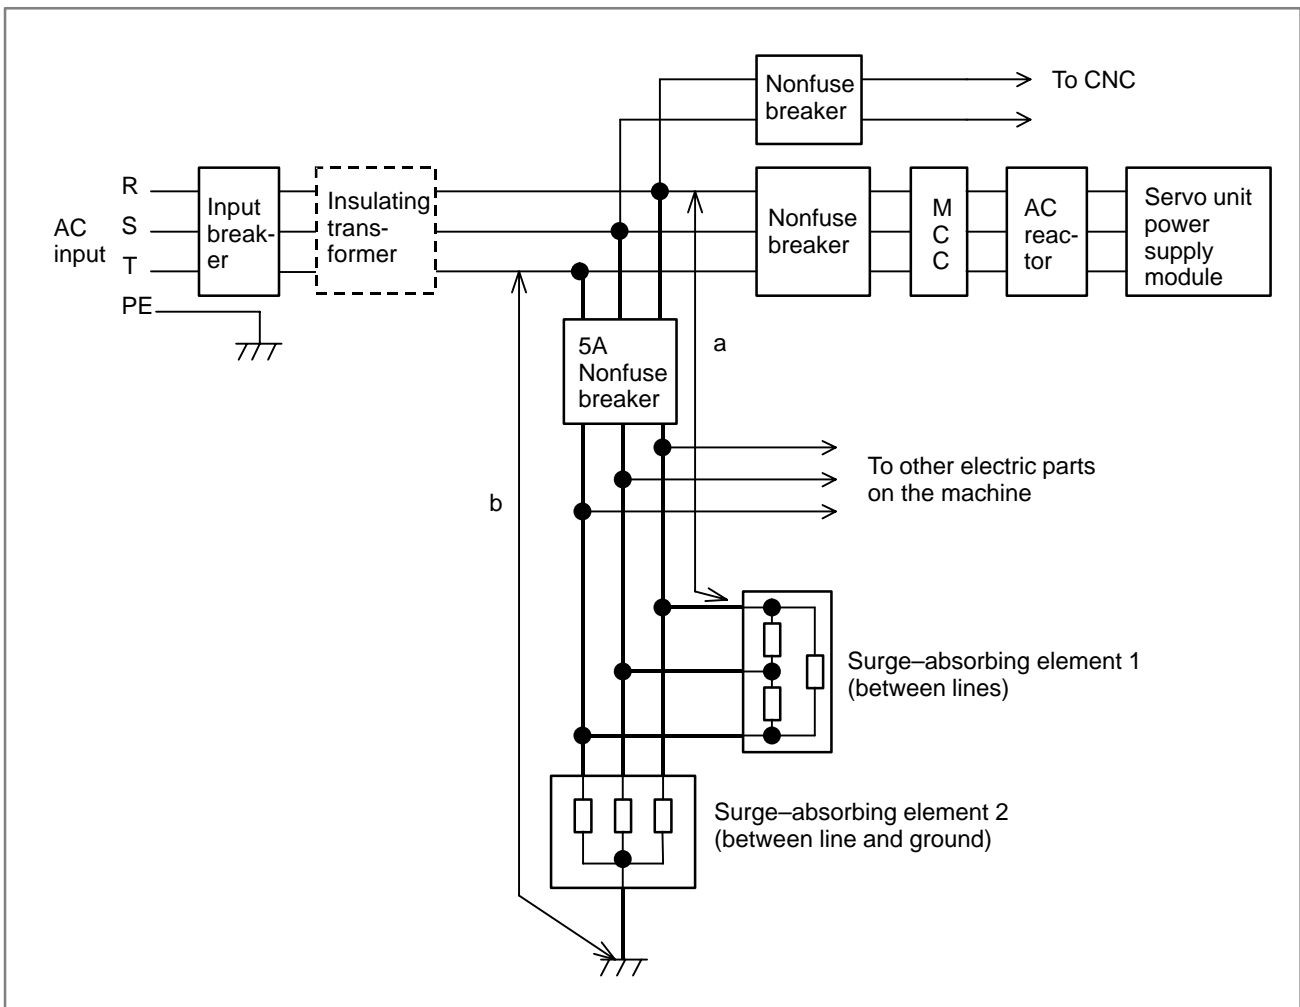 Nonfuse
breaker
To CNC
AC
input
R
S
T
PE
Input
break-
er
Insulating
trans-
former
Nonfuse
breaker
M
C
C
AC
reac-
tor
Servo unit
power
supply
module
5A
Nonfuse
breaker
a
b
To other electric parts
on the machine
Surge–absorbing element 1
(between lines)
Surge–absorbing element 2
(between line and ground)